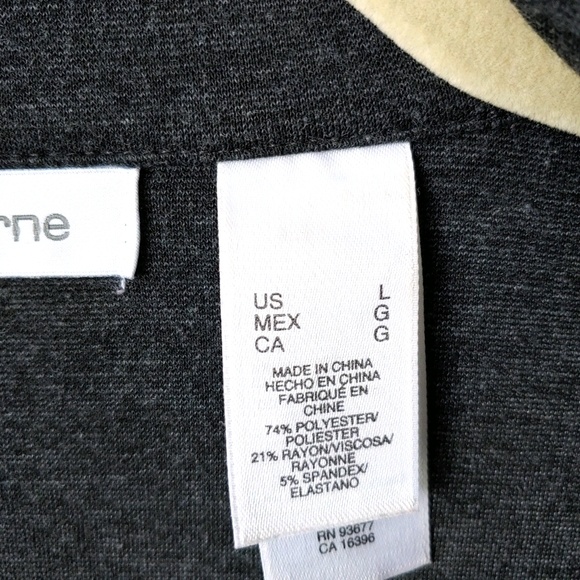 rne
US L
MEX G
CA G
MADE IN CHINA
HECHO EN CHINA
FABRIQUÉ EN
CHINE
74% POLYESTER/
POLIESTER
21% RAYON/VISCOSA/
RAYONNE
5% SPANDEX/
ELASTANO
RN 93677
CA 16396